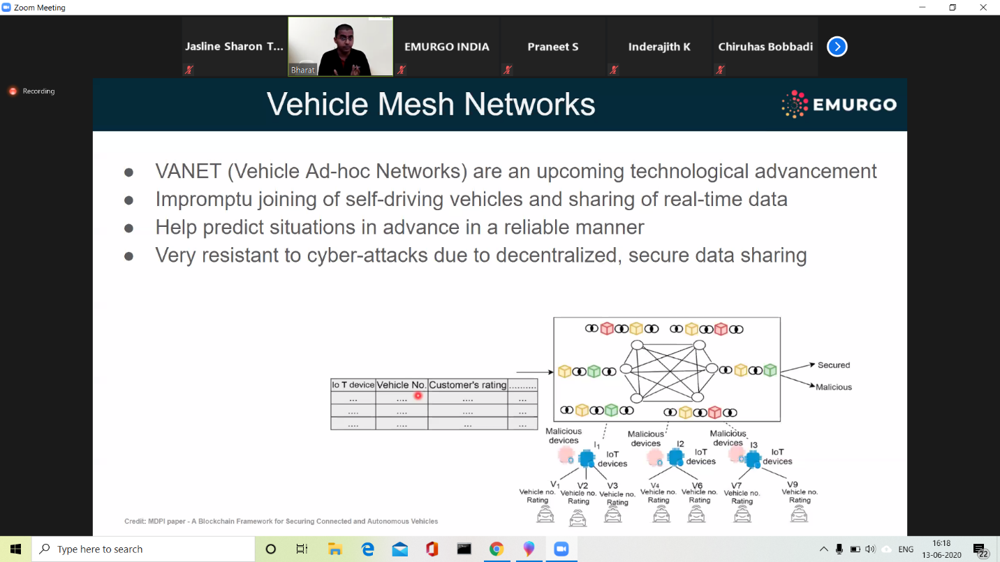 Zoom Meeting
Jasline Sharon T...
Bharat
EMURGO INDIA
Praneet S
Inderajith K
Chiruhas Bobbadi
Recording
Vehicle Mesh Networks
EMURGO
● VANET (Vehicle Ad-hoc Networks) are an upcoming technological advancement
● Impromptu joining of self-driving vehicles and sharing of real-time data
● Help predict situations in advance in a reliable manner
● Very resistant to cyber-attacks due to decentralized, secure data sharing
Io T device Vehicle No. Customer's rating ..........
... .... .... ...
.... .... .... ...
.... .... ... ...
Secured
Malicious
Malicious devices
I1
IoT devices
Malicious devices
I2
IoT devices
Malicious devices
I3
IoT devices
V1 V2 V3 V4 V6 V7 V9
Vehicle no. Vehicle no. Vehicle no. Vehicle no. Vehicle no. Vehicle no. Vehicle no.
Rating Rating Rating Rating Rating Rating Rating
Credit: MDPI paper - A Blockchain Framework for Securing Connected and Autonomous Vehicles
Type here to search
ENG
16:18
13-06-2020
22